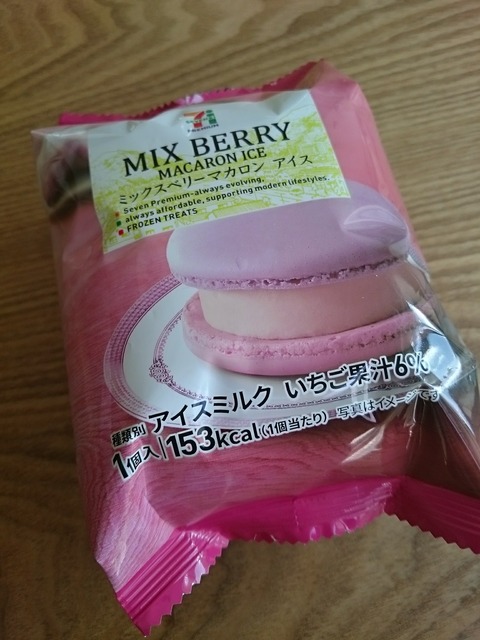 7
SEVEN
PREMIUM
MIX BERRY
MACARON ICE
ミックスベリーマカロン アイス
Seven Premium-always evolving,
always affordable, supporting modern lifestyles.
FROZEN TREATS
種類別 アイスミルク いちご果汁6%
1個入 153kcal(1個当たり) 写真はイメージです